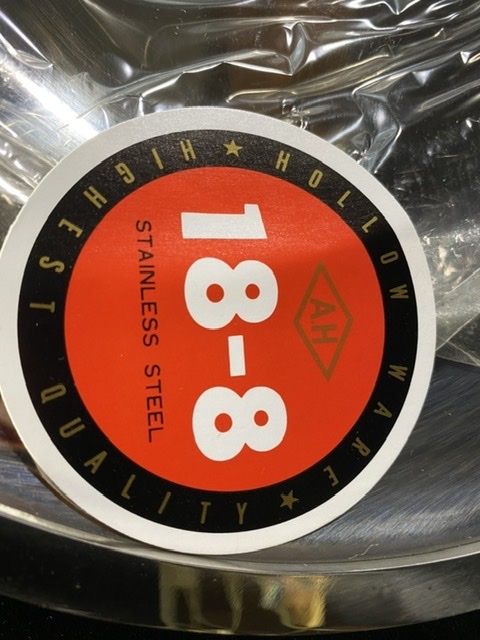 HOLLOW WARE
AH
18-8
STAINLESS STEEL
HIGHEST QUALITY